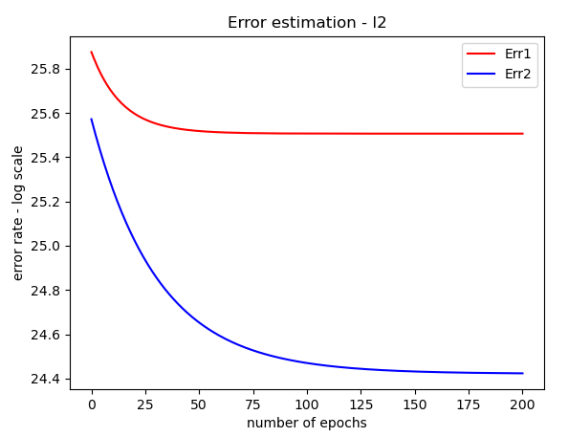 Error estimation - l2
Err1
Err2
25.8
25.6
25.4
25.2
25.0
24.8
24.6
24.4
error rate - log scale
0 25 50 75 100 125 150 175 200
number of epochs